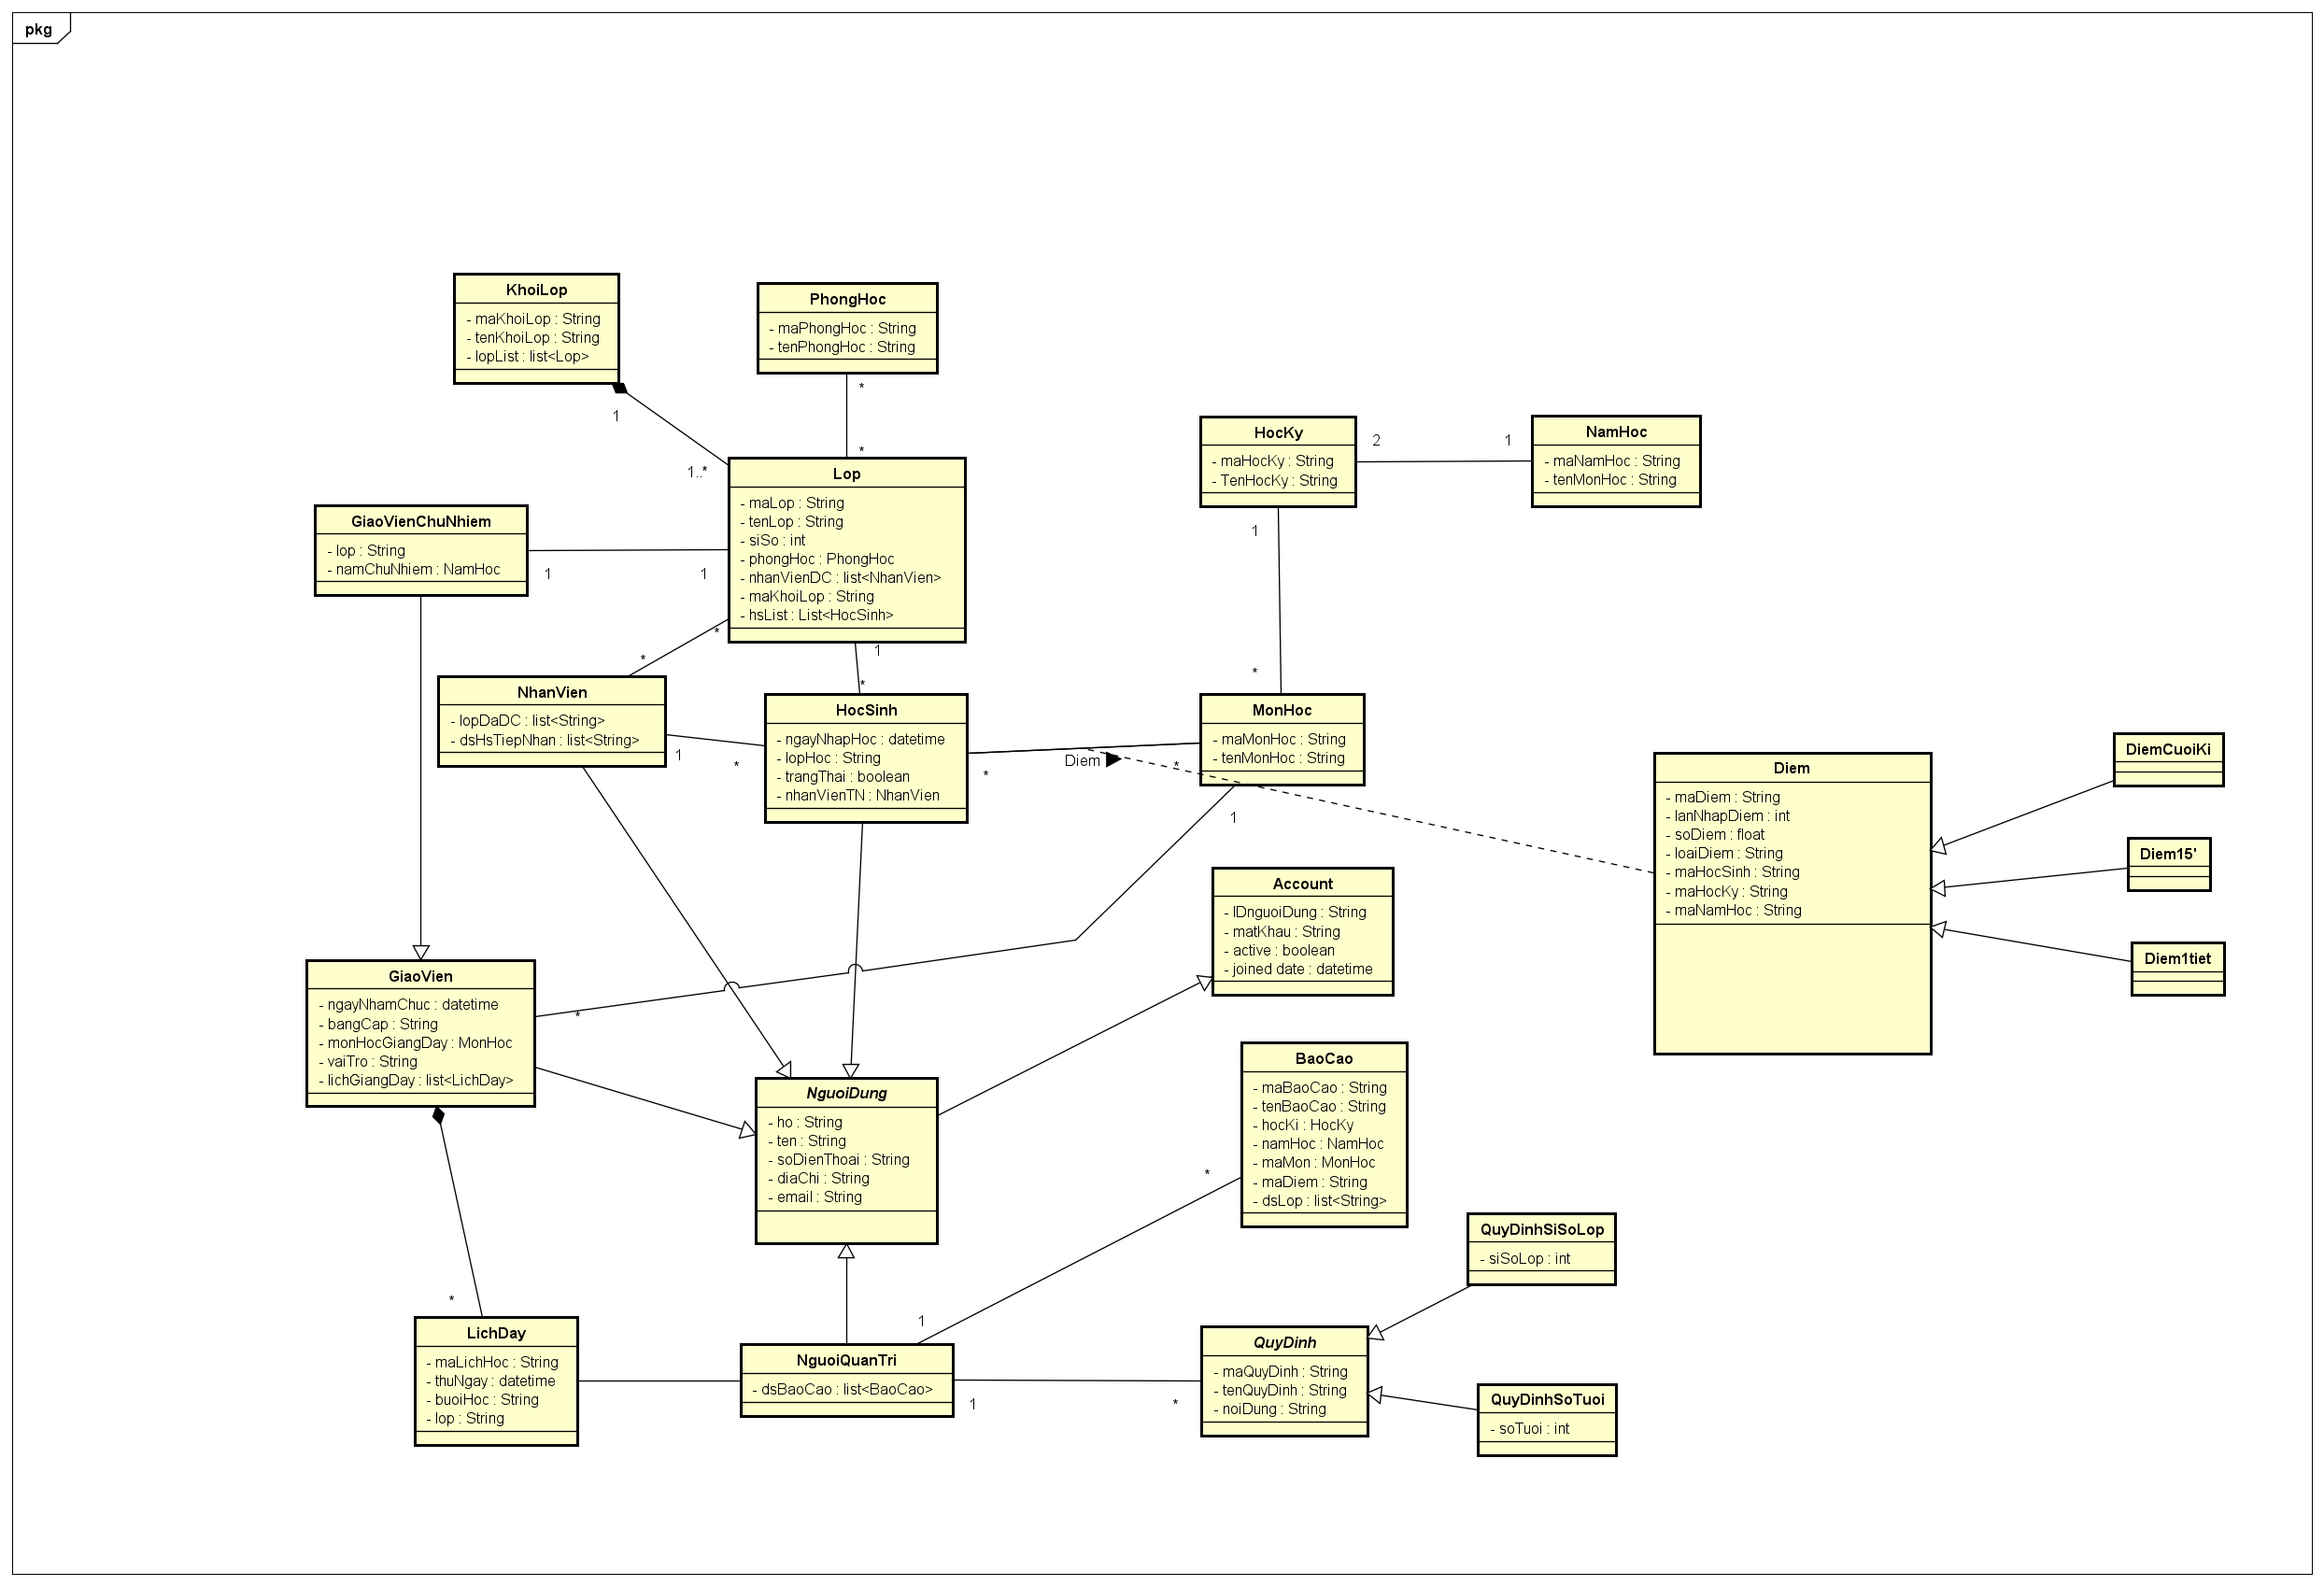 pkg
KhoiLop
- maKhoiLop : String
- tenKhoiLop : String
- lopList : list<Lop>
1
1..*
PhongHoc
- maPhongHoc : String
- tenPhongHoc : String
*
*
Lop
- maLop : String
- tenLop : String
- siSo : int
- phongHoc : PhongHoc
- nhanVienDC : list<NhanVien>
- maKhoiLop : String
- hsList : List<HocSinh>
HocKy
- maHocKy : String
- TenHocKy : String
2
1
NamHoc
- maNamHoc : String
- tenMonHoc : String
1
*
GiaoVienChuNhiem
- lop : String
- namChuNhiem : NamHoc
1
1
*
*
1
*
NhanVien
- lopDaDC : list<String>
- dsHsTiepNhan : list<String>
1
*
HocSinh
- ngayNhapHoc : datetime
- lopHoc : String
- trangThai : boolean
- nhanVienTN : NhanVien
*
Diem
*
MonHoc
- maMonHoc : String
- tenMonHoc : String
1
Diem
- maDiem : String
- lanNhapDiem : int
- soDiem : float
- loaiDiem : String
- maHocSinh : String
- maHocKy : String
- maNamHoc : String
DiemCuoiKi
Diem15'
Diem1tiet
Account
- IDnguoiDung : String
- matKhau : String
- active : boolean
- joined date : datetime
GiaoVien
- ngayNhamChuc : datetime
- bangCap : String
- monHocGiangDay : MonHoc
- vaiTro : String
- lichGiangDay : list<LichDay>
*
*
NguoiDung
- ho : String
- ten : String
- soDienThoai : String
- diaChi : String
- email : String
BaoCao
- maBaoCao : String
- tenBaoCao : String
- hocKi : HocKy
- namHoc : NamHoc
- maMon : MonHoc
- maDiem : String
- dsLop : list<String>
*
1
LichDay
- maLichHoc : String
- thuNgay : datetime
- buoiHoc : String
- lop : String
NguoiQuanTri
- dsBaoCao : list<BaoCao>
1
*
QuyDinh
- maQuyDinh : String
- tenQuyDinh : String
- noiDung : String
QuyDinhSiSoLop
- siSoLop : int
QuyDinhSoTuoi
- soTuoi : int